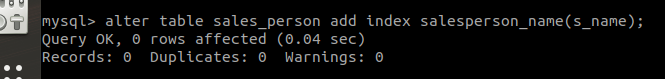 mysql> alter table sales_person add index salesperson_name(s_name);
Query OK, 0 rows affected (0.04 sec)
Records: 0  Duplicates: 0  Warnings: 0